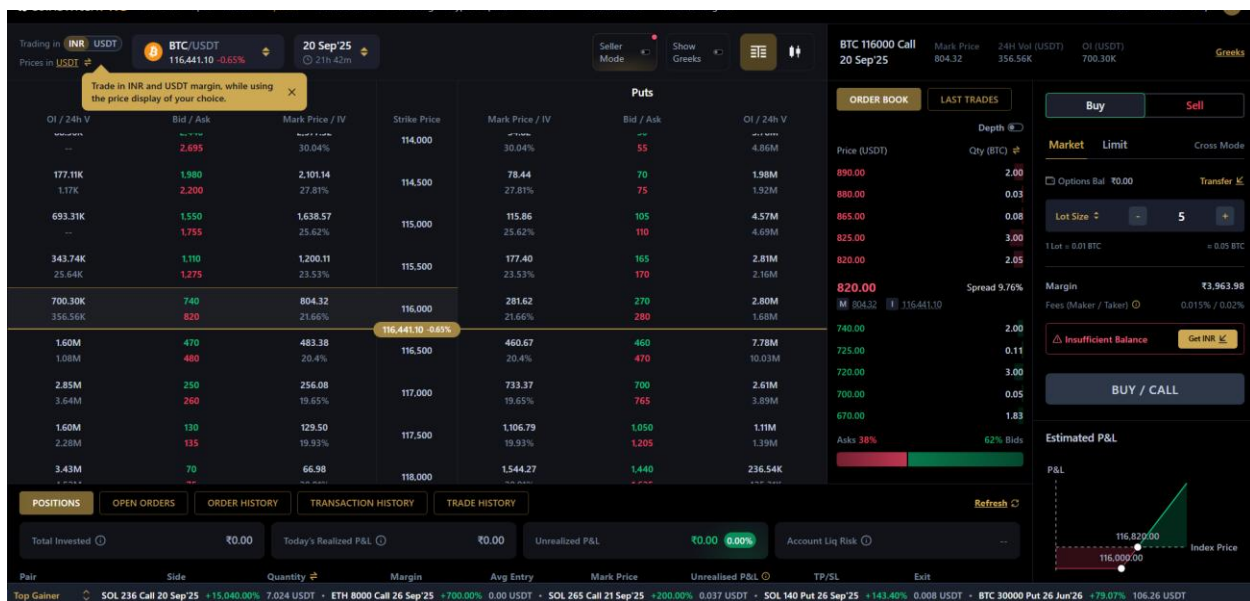 Trading in INR USDT
Prices in USDT
BTC/USDT
116,441.10 -0.65%
20 Sep'25
21h 42m
Seller Mode
Show Greeks
Trade in INR and USDT margin, while using
the price display of your choice.
Puts
OI / 24h V Bid / Ask Mark Price / IV Strike Price Mark Price / IV Bid / Ask OI / 24h V
114,000
-- 2,695 30.04% 30.04% 55 4.86M
177.11K 1,980 2,101.14 114,500 78.44 70 1.98M
1.17K 2,200 27.81% 27.81% 75 1.92M
693.31K 1,550 1,638.57 115,000 115.86 105 4.57M
-- 1,755 25.62% 25.62% 110 4.69M
343.74K 1,110 1,200.11 115,500 177.40 165 2.81M
25.64K 1,275 23.53% 23.53% 170 2.16M
700.30K 740 804.32 116,000 281.62 270 2.80M
356.56K 820 21.66% 21.66% 280 1.68M
116,441.10 -0.65%
1.60M 470 483.38 116,500 460.67 460 7.78M
1.08M 480 20.4% 20.4% 470 10.03M
2.85M 250 256.08 117,000 733.37 700 2.61M
3.64M 260 19.65% 19.65% 765 3.89M
1.60M 130 129.50 117,500 1,106.79 1,050 1.11M
2.28M 135 19.93% 19.93% 1,205 1.39M
3.43M 70 66.98 118,000 1,544.27 1,440 236.54K
BTC 116000 Call
20 Sep'25
Mark Price 24H Vol (USDT) OI (USDT)
804.32 356.56K 700.30K
Greeks
ORDER BOOK LAST TRADES
Depth
Price (USDT) Qty (BTC)
890.00 2.00
880.00 0.03
865.00 0.08
825.00 3.00
820.00 2.05
820.00 Spread 9.76%
M 804.32 I 116,441.10
740.00 2.00
725.00 0.11
720.00 3.00
700.00 0.05
670.00 1.83
Asks 38% 62% Bids
Buy Sell
Market Limit Cross Mode
Options Bal ₹0.00 Transfer
Lot Size - 5 +
1 Lot = 0.01 BTC ≈ 0.05 BTC
Margin ₹3,963.98
Fees (Maker / Taker) 0.015% / 0.02%
Insufficient Balance Get INR
BUY / CALL
Estimated P&L
P&L
116,820.00
Index Price
116,000.00
POSITIONS OPEN ORDERS ORDER HISTORY TRANSACTION HISTORY TRADE HISTORY Refresh
Total Invested ₹0.00 Today's Realized P&L ₹0.00 Unrealized P&L ₹0.00 0.00% Account Liq Risk --
Pair Side Quantity Margin Avg Entry Mark Price Unrealised P&L TP/SL Exit
Top Gainer SOL 236 Call 20 Sep'25 +15,040.00% 7.024 USDT • ETH 8000 Call 26 Sep'25 +700.00% 0.00 USDT • SOL 265 Call 21 Sep'25 +200.00% 0.037 USDT • SOL 140 Put 26 Sep'25 +143.40% 0.008 USDT • BTC 30000 Put 26 Jun'26 +79.07% 106.26 USDT